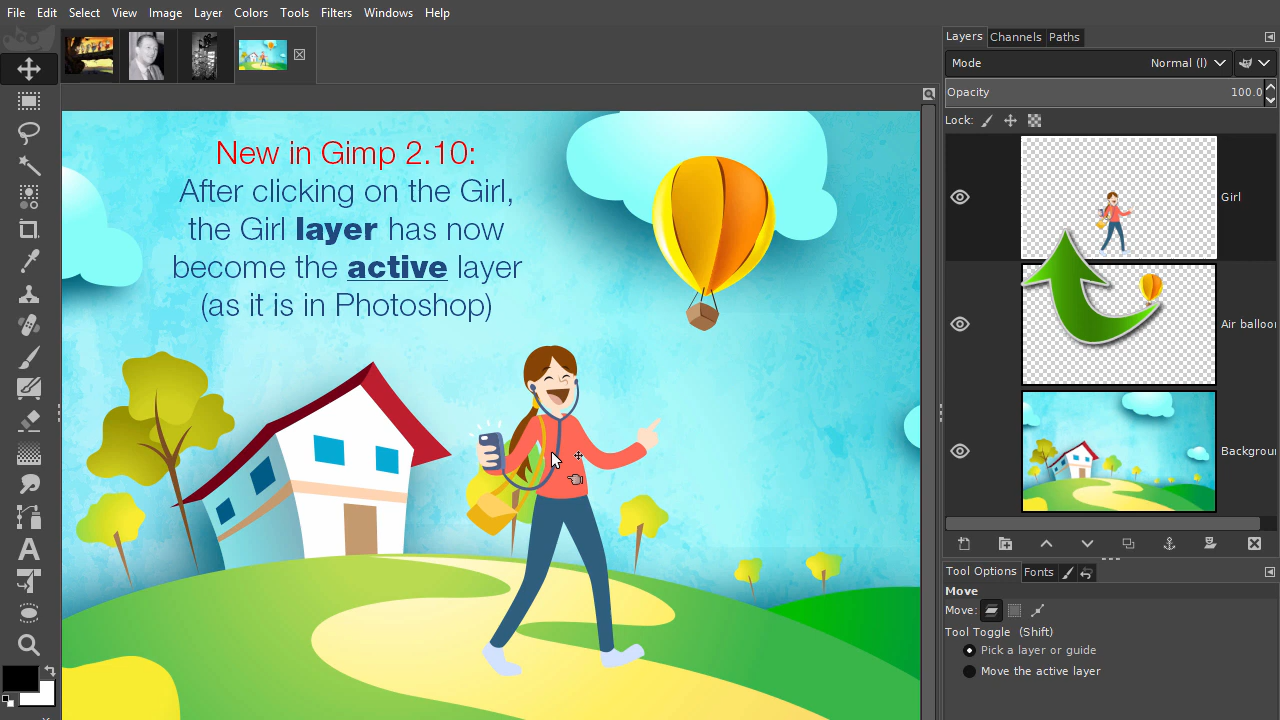 File Edit Select View Image Layer Colors Tools Filters Windows Help
Layers Channels Paths
Mode Normal (l)
Opacity 100.0
Lock:
New in Gimp 2.10:
After clicking on the Girl,
the Girl layer has now
become the active layer
(as it is in Photoshop)
Girl
Air balloo
Backgrou
Tool Options Fonts
Move
Move:
Tool Toggle (Shift)
Pick a layer or guide
Move the active layer